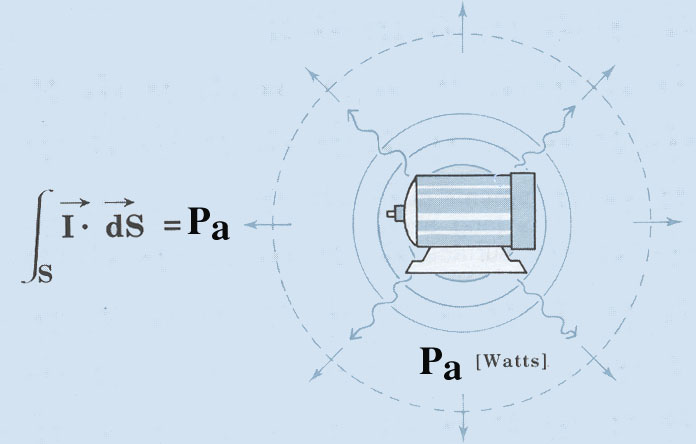 ∫S I⃗ · dS⃗ = Pa
Pa [Watts]